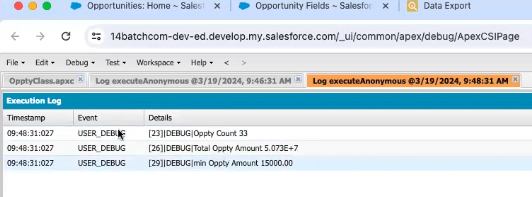 Opportunities: Home ~ Salesf
Opportunity Fields ~ Salesfo
Data Export
14batchcom-dev-ed.develop.my.salesforce.com/_ui/common/apex/debug/ApexCSIPage
File Edit Debug Test Workspace Help < >
OpptyClass.apxc Log executeAnonymous @3/19/2024, 9:46:31 AM Log executeAnonymous @3/19/2024, 9:48:31 AM
Execution Log
Timestamp Event Details
09:48:31:027 USER_DEBUG [23]|DEBUG|Oppty Count 33
09:48:31:027 USER_DEBUG [26]|DEBUG|Total Oppty Amount 5.073E+7
09:48:31:027 USER_DEBUG [29]|DEBUG|min Oppty Amount 15000.00